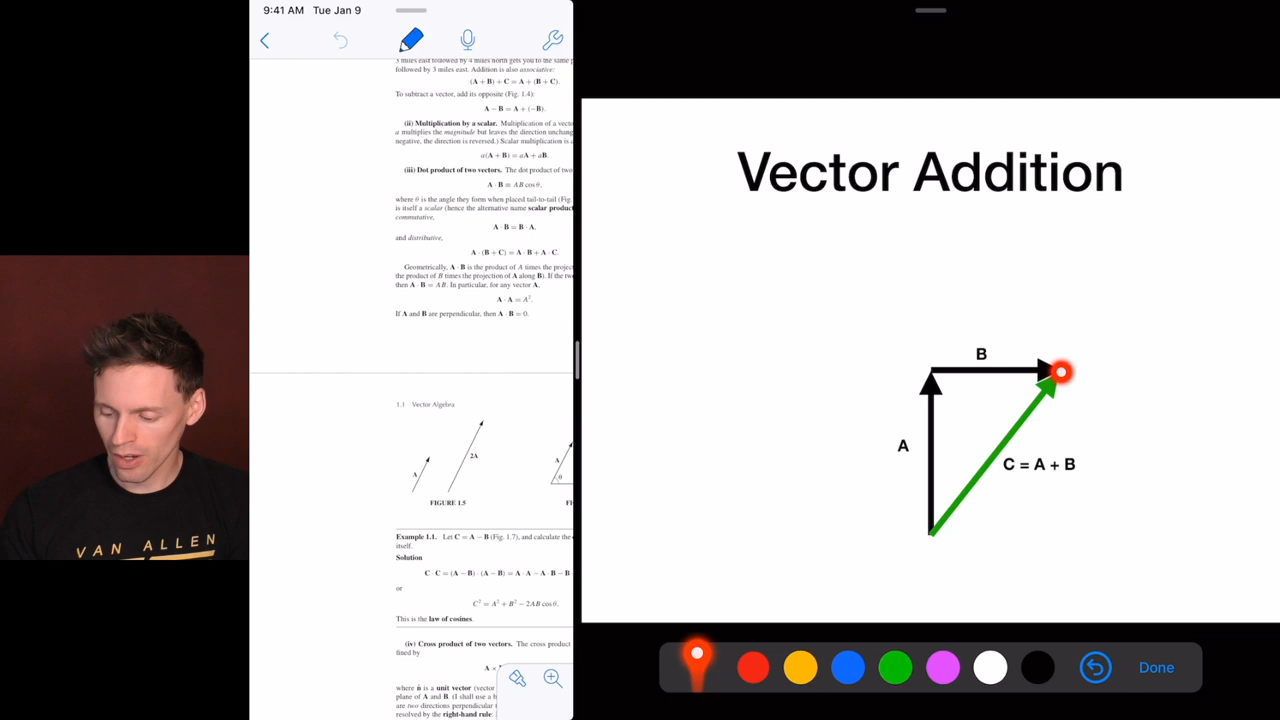 9:41 AM Tue Jan 9
3 miles east followed by 4 miles north gets you to the same p
followed by 3 miles east. Addition is also associative:
(A + B) + C = A + (B + C).
To subtract a vector, add its opposite (Fig. 1.4):
A − B = A + (−B).
(ii) Multiplication by a scalar. Multiplication of a vecto
a multiplies the magnitude but leaves the direction unchang
negative, the direction is reversed.) Scalar multiplication is
a(A + B) = aA + aB.
(iii) Dot product of two vectors. The dot product of two
A · B ≡ AB cos θ,
where θ is the angle they form when placed tail-to-tail (Fig.
is itself a scalar (hence the alternative name scalar product
commutative,
A · B = B · A,
and distributive,
A · (B + C) = A · B + A · C.
Geometrically, A · B is the product of A times the project
the product of B times the projection of A along B). If the two
then A · B = AB. In particular, for any vector A,
A · A = A².
If A and B are perpendicular, then A · B = 0.
1.1 Vector Algebra
A
2A
A
θ
FIGURE 1.5
FI
Example 1.1. Let C = A − B (Fig. 1.7), and calculate the
itself.
Solution
C · C = (A − B) · (A − B) = A · A − A · B − B
or
C² = A² + B² − 2AB cos θ.
This is the law of cosines.
(iv) Cross product of two vectors. The cross product
fined by
A ×
where n̂ is a unit vector (vector
plane of A and B. (I shall use a h
are two directions perpendicular
resolved by the right-hand rule:
Vector Addition
B
A
C = A + B
Done
VAN ALLEN